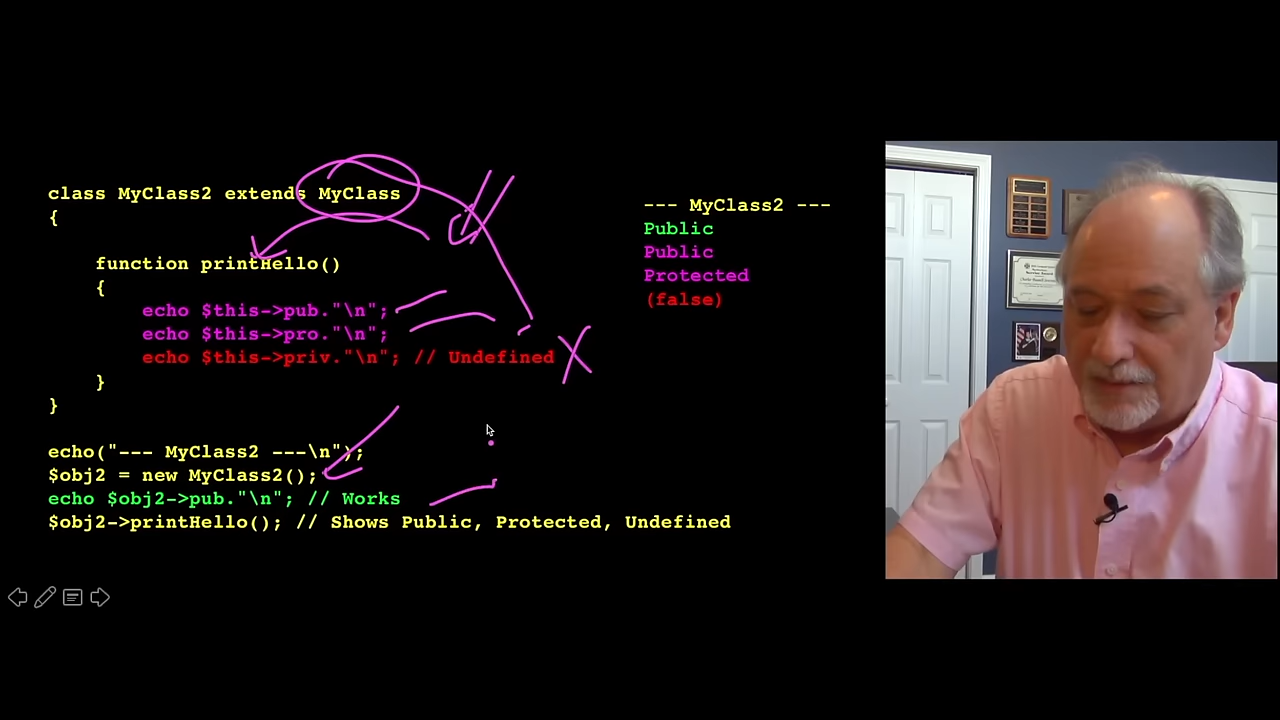 class MyClass2 extends MyClass
{
function printHello()
{
echo $this->pub."\n";
echo $this->pro."\n";
echo $this->priv."\n"; // Undefined
}
}
echo("--- MyClass2 ---\n");
$obj2 = new MyClass2();
echo $obj2->pub."\n"; // Works
$obj2->printHello(); // Shows Public, Protected, Undefined
--- MyClass2 ---
Public
Public
Protected
(false)